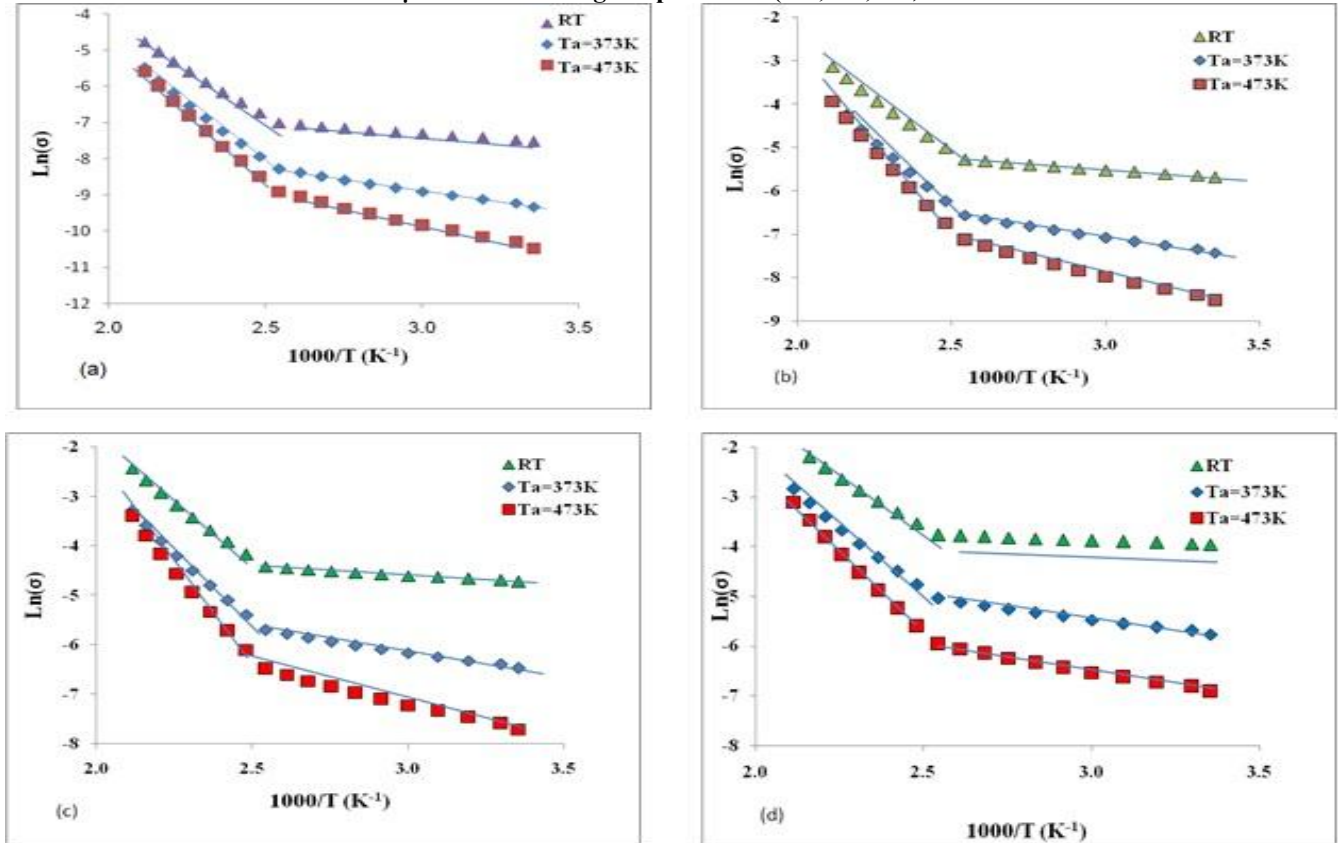 -4
-5
-6
-7
-8
-9
-10
-11
-12
Ln(σ)
RT
Ta=373K
Ta=473K
2.0 2.5 3.0 3.5
1000/T (K-1)
(a)
-2
-3
-4
-5
-6
-7
-8
-9
Ln(σ)
RT
Ta=373K
Ta=473K
2.0 2.5 3.0 3.5
1000/T (K-1)
(b)
-2
-3
-4
-5
-6
-7
-8
Ln(σ)
RT
Ta=373K
Ta=473K
2.0 2.5 3.0 3.5
1000/T (K-1)
(c)
-2
-3
-4
-5
-6
-7
-8
Ln(σ)
RT
Ta=373K
Ta=473K
2.0 2.5 3.0 3.5
1000/T (K-1)
(d)